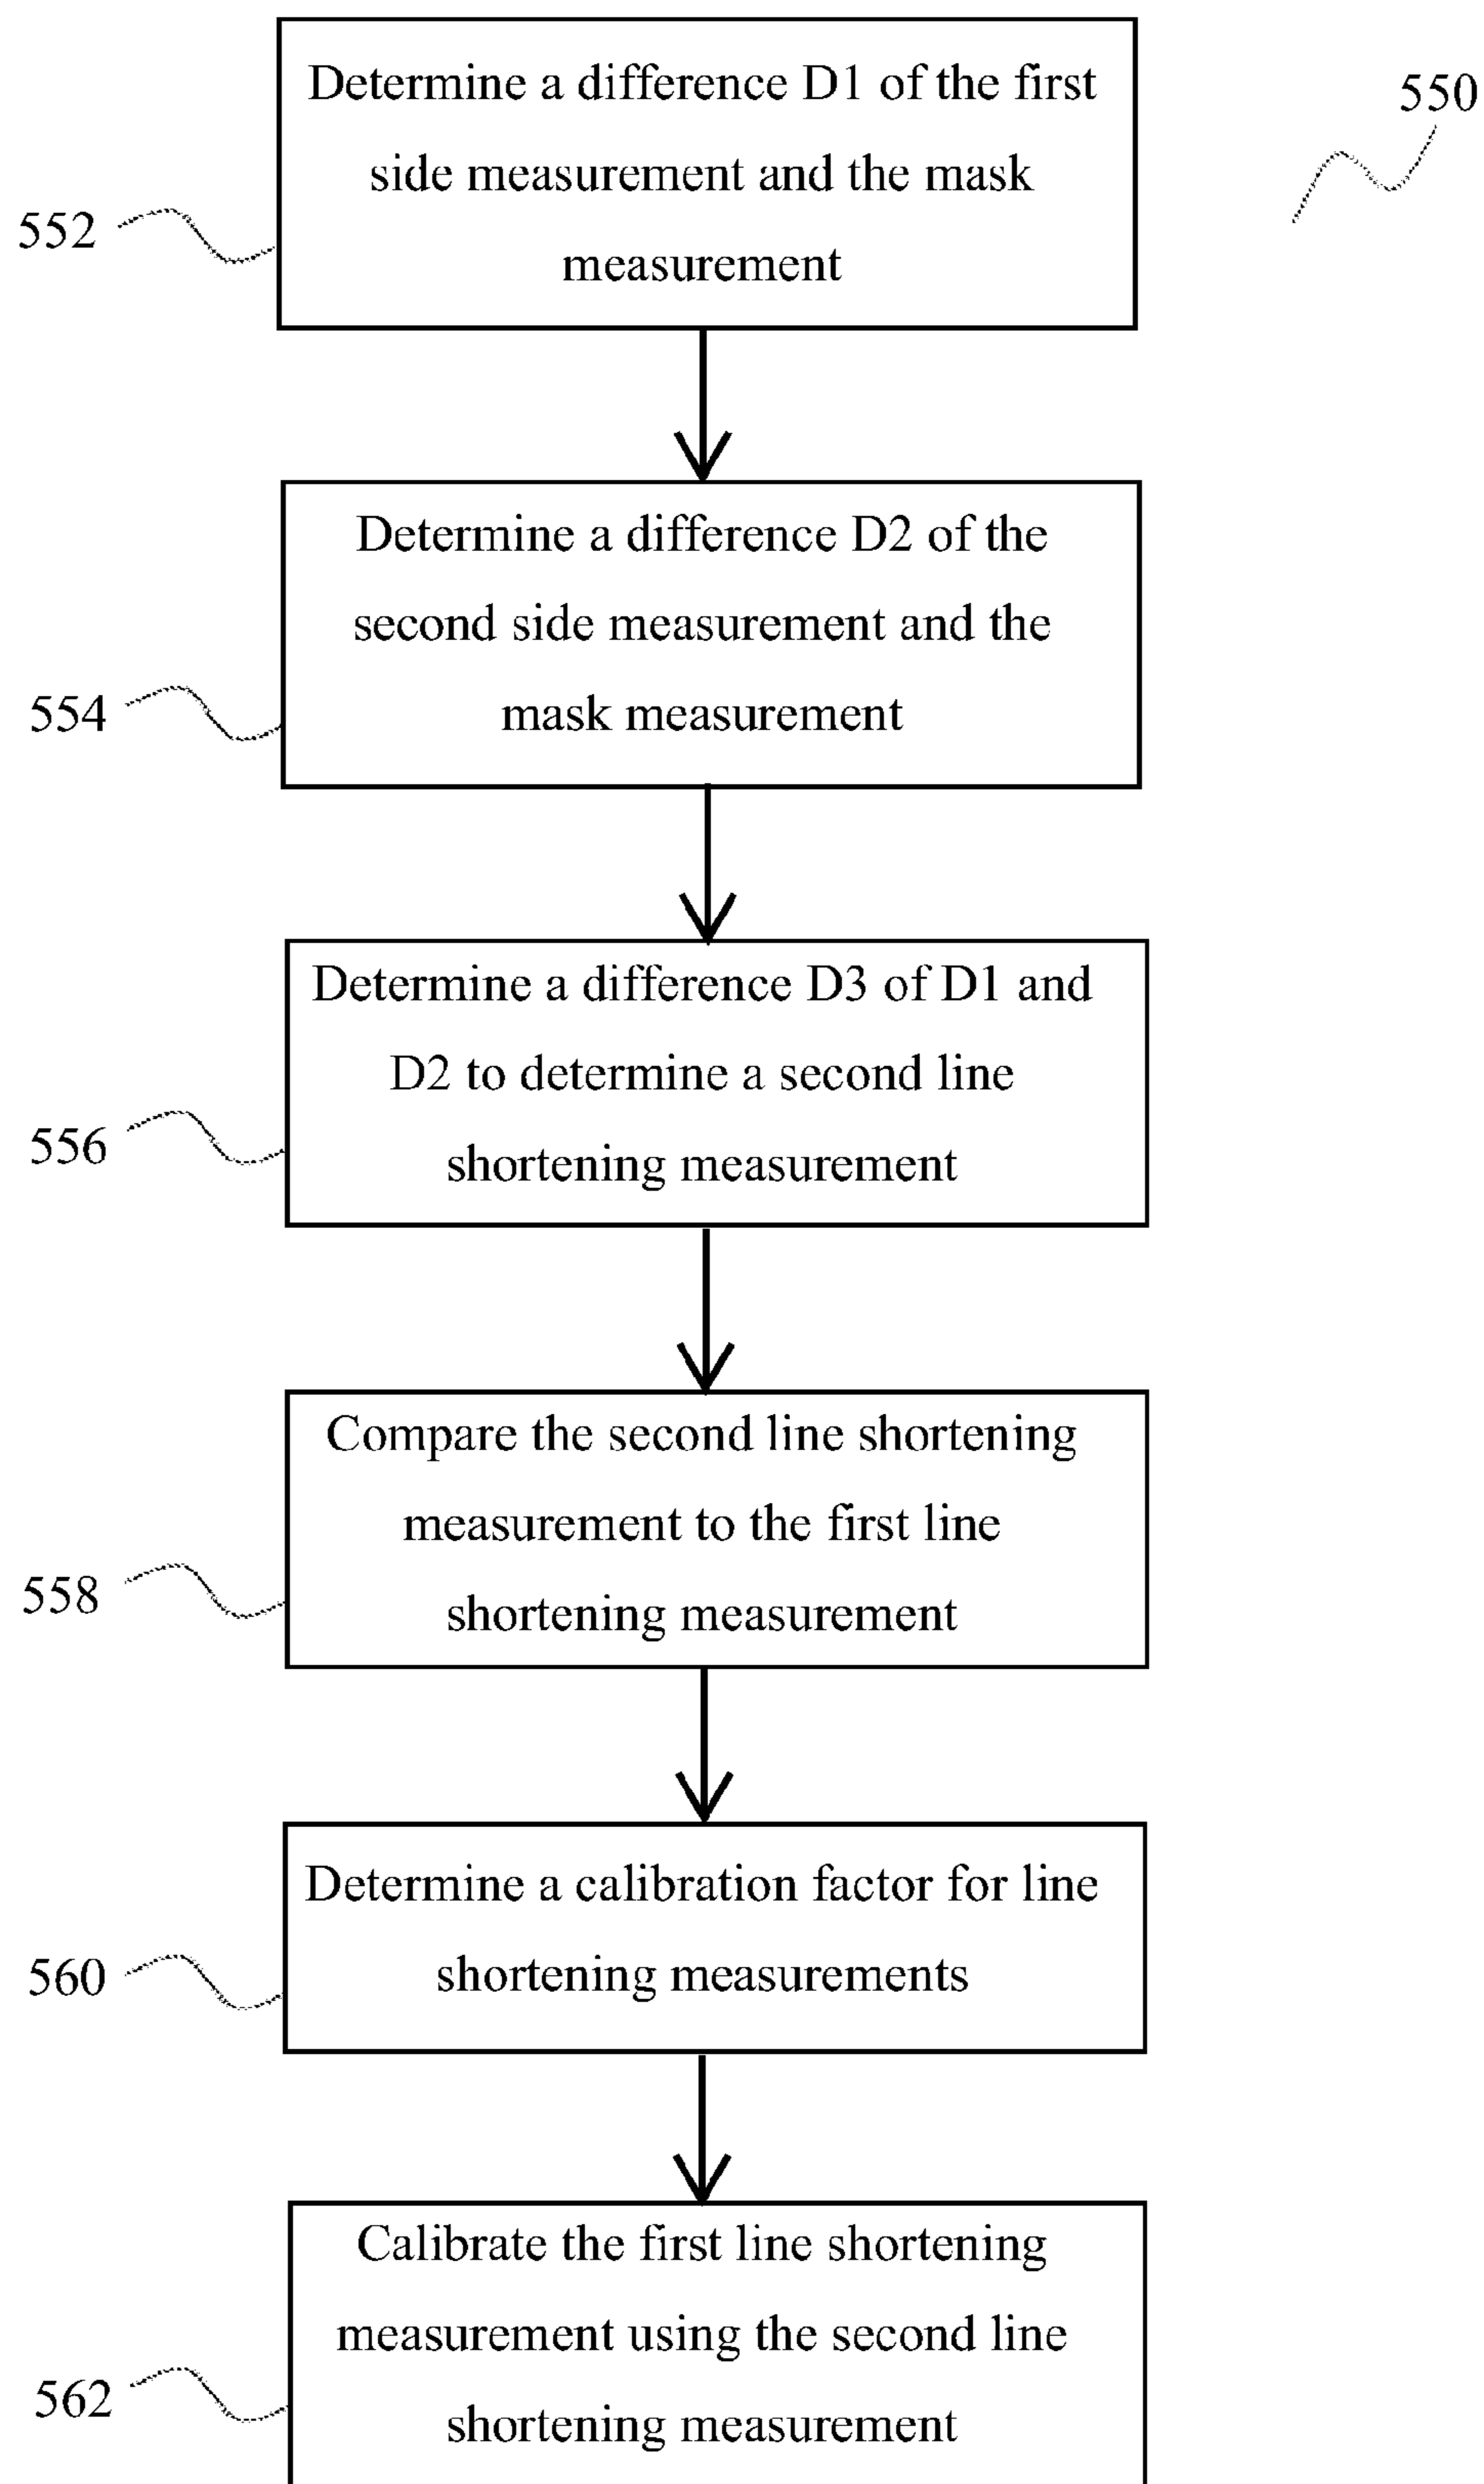 Determine a difference D1 of the first
side measurement and the mask
measurement
550
552
Determine a difference D2 of the
second side measurement and the
mask measurement
554
Determine a difference D3 of D1 and
D2 to determine a second line
shortening measurement
556
Compare the second line shortening
measurement to the first line
shortening measurement
558
Determine a calibration factor for line
shortening measurements
560
Calibrate the first line shortening
measurement using the second line
shortening measurement
562